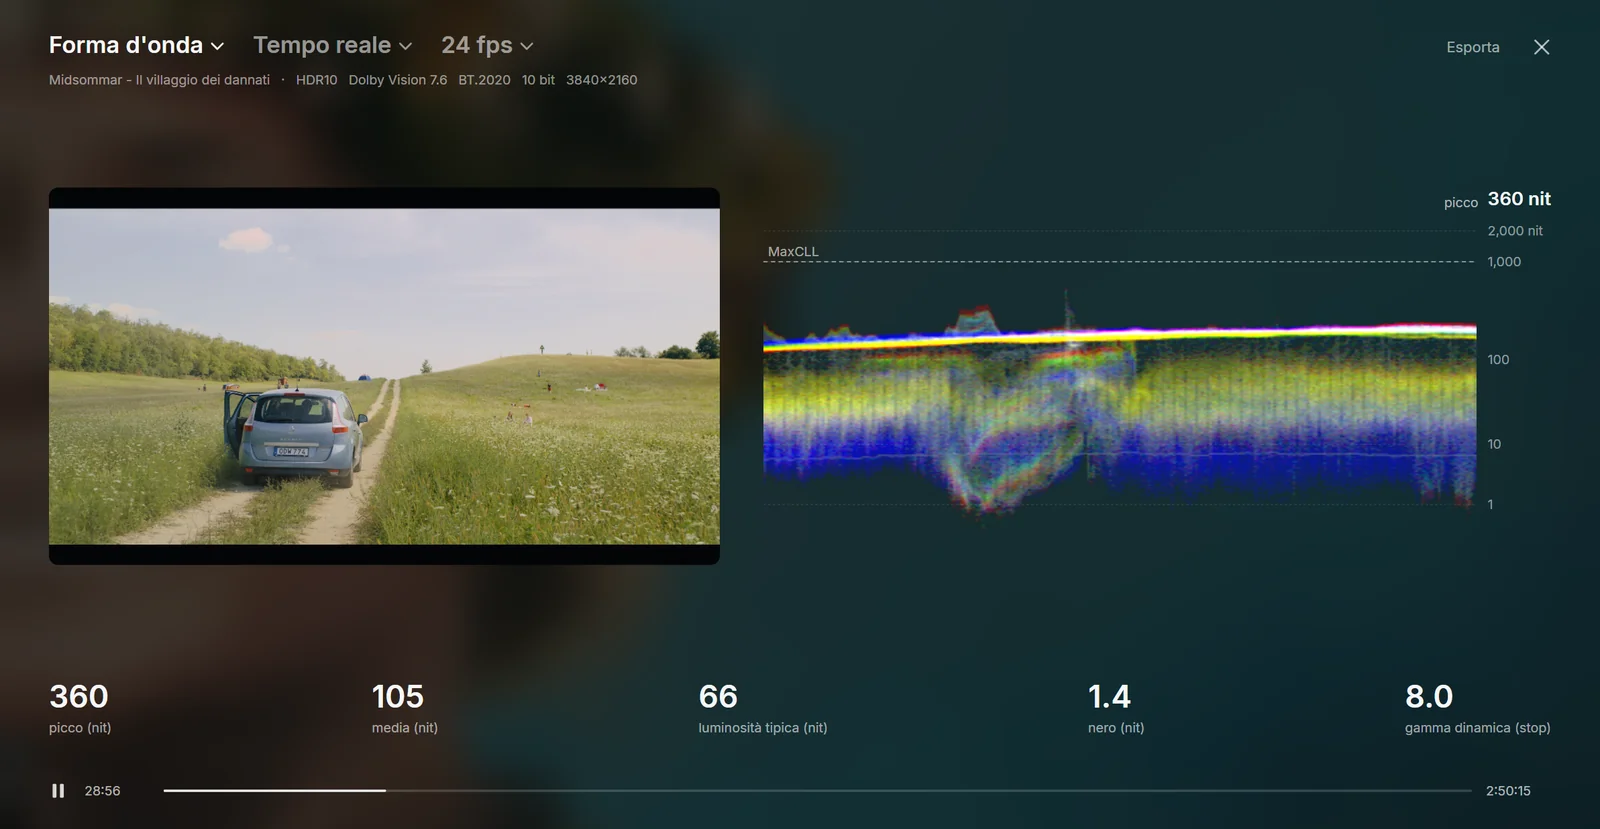 Forma d'onda Tempo reale 24 fps Esporta
Midsommar - Il villaggio dei dannati · HDR10 Dolby Vision 7.6 BT.2020 10 bit 3840×2160
picco 360 nit
2,000 nit
MaxCLL
1,000
100
10
1
360 105 66 1.4 8.0
picco (nit) media (nit) luminosità tipica (nit) nero (nit) gamma dinamica (stop)
28:56 2:50:15